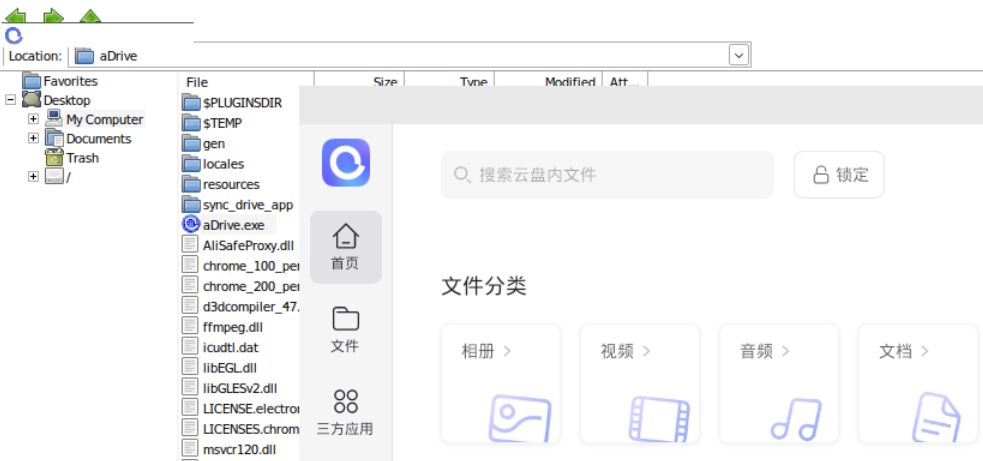 Location: aDrive
Favorites
Desktop
My Computer
Documents
Trash
/
File Size Type Modified Att...
$PLUGINSDIR
$TEMP
gen
locales
resources
sync_drive_app
aDrive.exe
AliSafeProxy.dll
chrome_100_per
chrome_200_per
d3dcompiler_47.
ffmpeg.dll
icudtl.dat
libEGL.dll
libGLESv2.dll
LICENSE.electron
LICENSES.chrom
msvcr120.dll
首页
文件
三方应用
搜索云盘内文件
锁定
文件分类
相册 >
视频 >
音频 >
文档 >